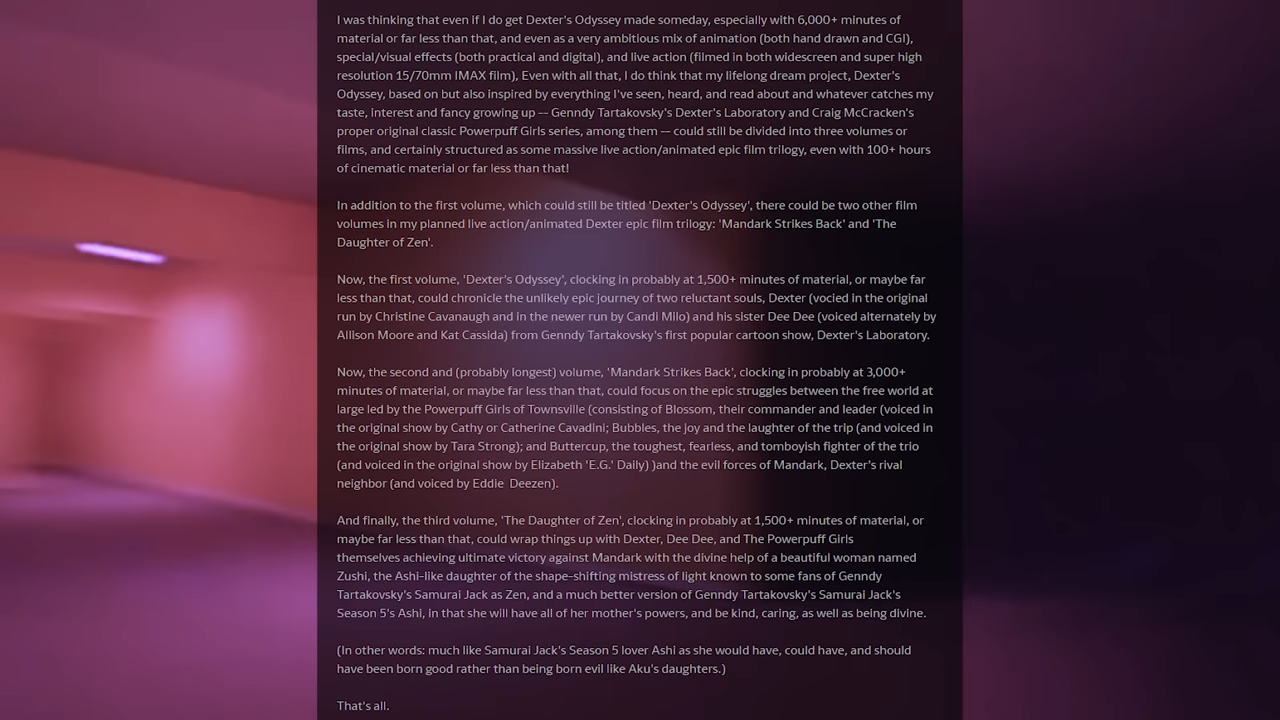 I was thinking that even if I do get Dexter's Odyssey made someday, especially with 6,000+ minutes of
material or far less than that, and even as a very ambitious mix of animation (both hand drawn and CGI),
special/visual effects (both practical and digital), and live action (filmed in both widescreen and super high
resolution 15/70mm IMAX film), Even with all that, I do think that my lifelong dream project, Dexter's
Odyssey, based on but also inspired by everything I've seen, heard, and read about and whatever catches my
taste, interest and fancy growing up -- Genndy Tartakovsky's Dexter's Laboratory and Craig McCracken's
proper original classic Powerpuff Girls series, among them -- could still be divided into three volumes or
films, and certainly structured as some massive live action/animated epic film trilogy, even with 100+ hours
of cinematic material or far less than that!
In addition to the first volume, which could still be titled 'Dexter's Odyssey', there could be two other film
volumes in my planned live action/animated Dexter epic film trilogy: 'Mandark Strikes Back' and 'The
Daughter of Zen'.
Now, the first volume, 'Dexter's Odyssey', clocking in probably at 1,500+ minutes of material, or maybe far
less than that, could chronicle the unlikely epic journey of two reluctant souls, Dexter (vocied in the original
run by Christine Cavanaugh and in the newer run by Candi Milo) and his sister Dee Dee (voiced alternately by
Allison Moore and Kat Cassida) from Genndy Tartakovsky's first popular cartoon show, Dexter's Laboratory.
Now, the second and (probably longest) volume, 'Mandark Strikes Back', clocking in probably at 3,000+
minutes of material, or maybe far less than that, could focus on the epic struggles between the free world at
large led by the Powerpuff Girls of Townsville (consisting of Blossom, their commander and leader (voiced in
the original show by Cathy or Catherine Cavadini; Bubbles, the joy and the laughter of the trip (and voiced in
the original show by Tara Strong); and Buttercup, the toughest, fearless, and tomboyish fighter of the trio
(and voiced in the original show by Elizabeth 'E.G.' Daily) )and the evil forces of Mandark, Dexter's rival
neighbor (and voiced by Eddie Deezen).
And finally, the third volume, 'The Daughter of Zen', clocking in probably at 1,500+ minutes of material, or
maybe far less than that, could wrap things up with Dexter, Dee Dee, and The Powerpuff Girls
themselves achieving ultimate victory against Mandark with the divine help of a beautiful woman named
Zushi, the Ashi-like daughter of the shape-shifting mistress of light known to some fans of Genndy
Tartakovsky's Samurai Jack as Zen, and a much better version of Genndy Tartakovsky's Samurai Jack's
Season 5's Ashi, in that she will have all of her mother's powers, and be kind, caring, as well as being divine.
(In other words: much like Samurai Jack's Season 5 lover Ashi as she would have, could have, and should
have been born good rather than being born evil like Aku's daughters.)
That's all.